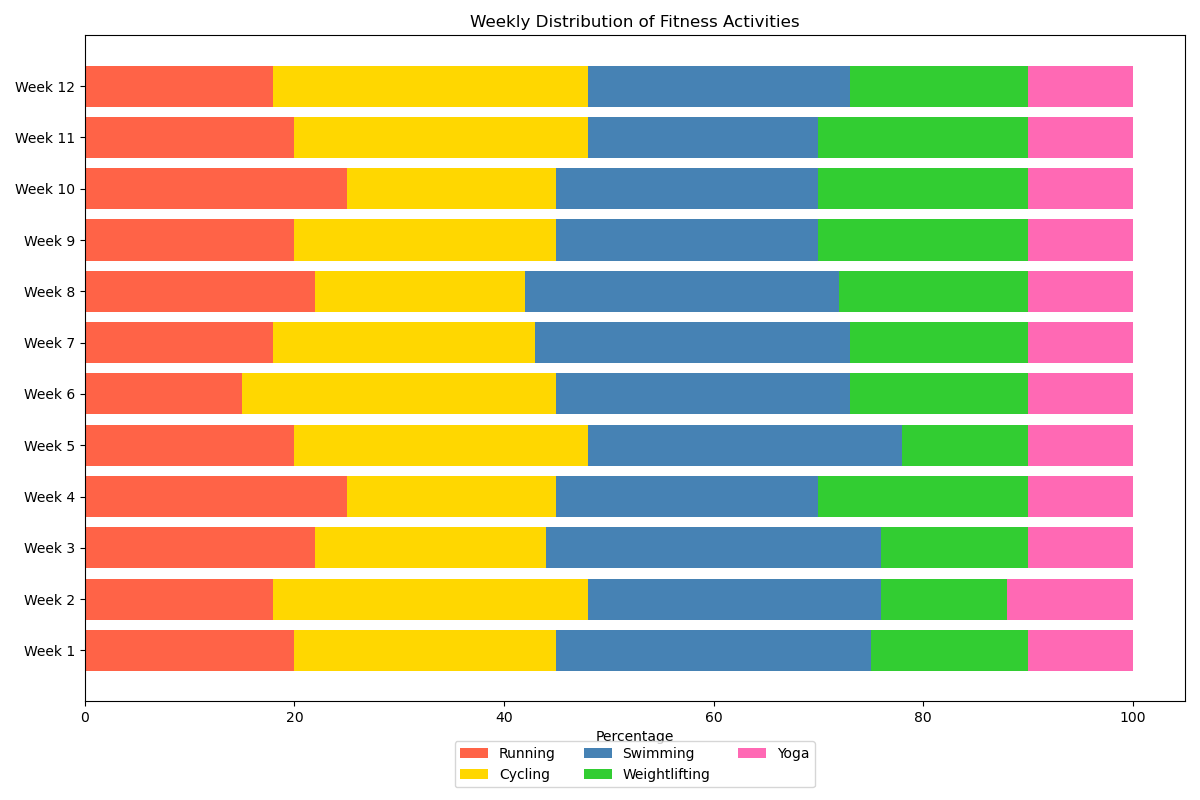 Weekly Distribution of Fitness Activities
Week 12
Week 11
Week 10
Week 9
Week 8
Week 7
Week 6
Week 5
Week 4
Week 3
Week 2
Week 1
0 20 40 60 80 100
Percentage
Running Swimming Yoga
Cycling Weightlifting